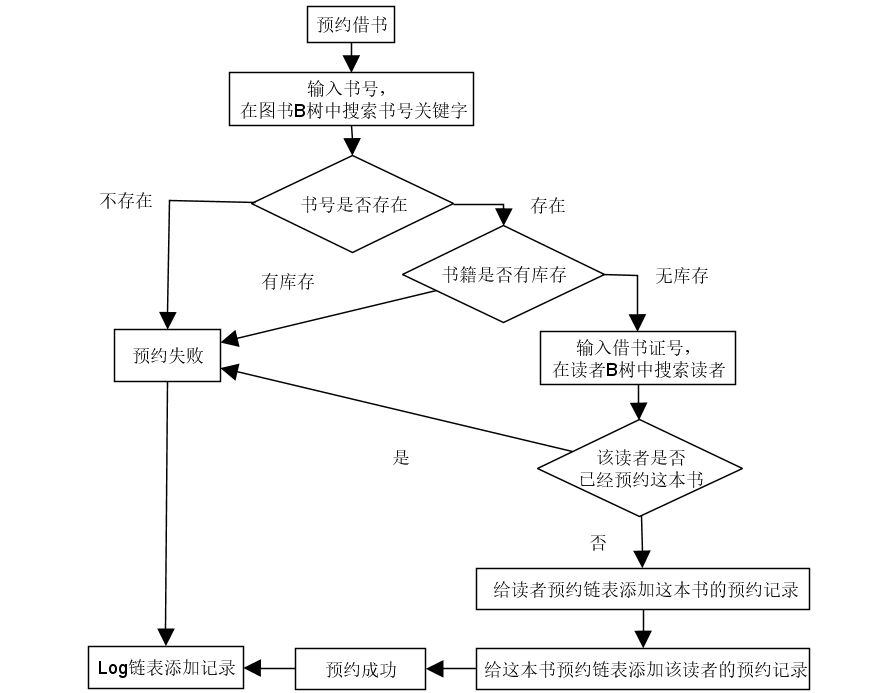 预约借书
输入书号，
在图书B树中搜索书号关键字
不存在
书号是否存在
存在
有库存
书籍是否有库存
无库存
预约失败
输入借书证号，
在读者B树中搜索读者
是
该读者是否
已经预约这本书
否
给读者预约链表添加这本书的预约记录
Log链表添加记录
预约成功
给这本书预约链表添加该读者的预约记录